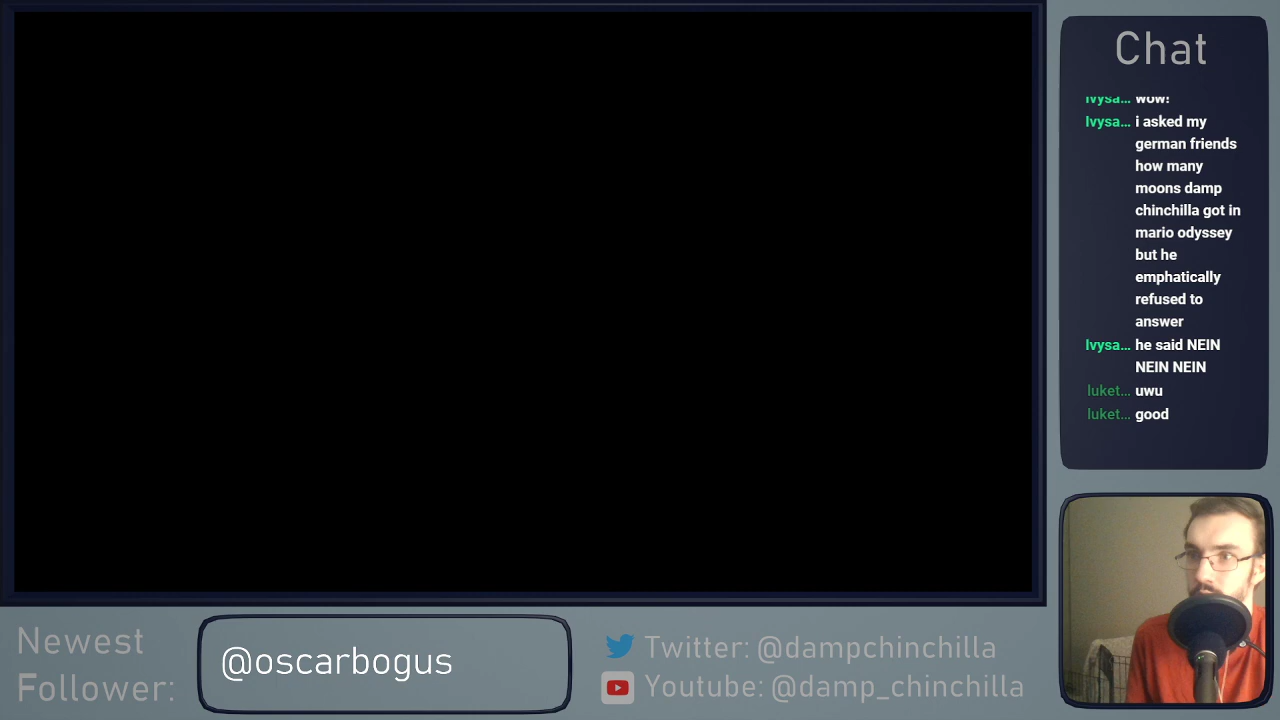 Chat
Ivysa... wow!
Ivysa... i asked my
german friends
how many
moons damp
chinchilla got in
mario odyssey
but he
emphatically
refused to
answer
Ivysa... he said NEIN
NEIN NEIN
luket... uwu
luket... good
Newest
Follower:
@oscarbogus
Twitter: @dampchinchilla
Youtube: @damp_chinchilla